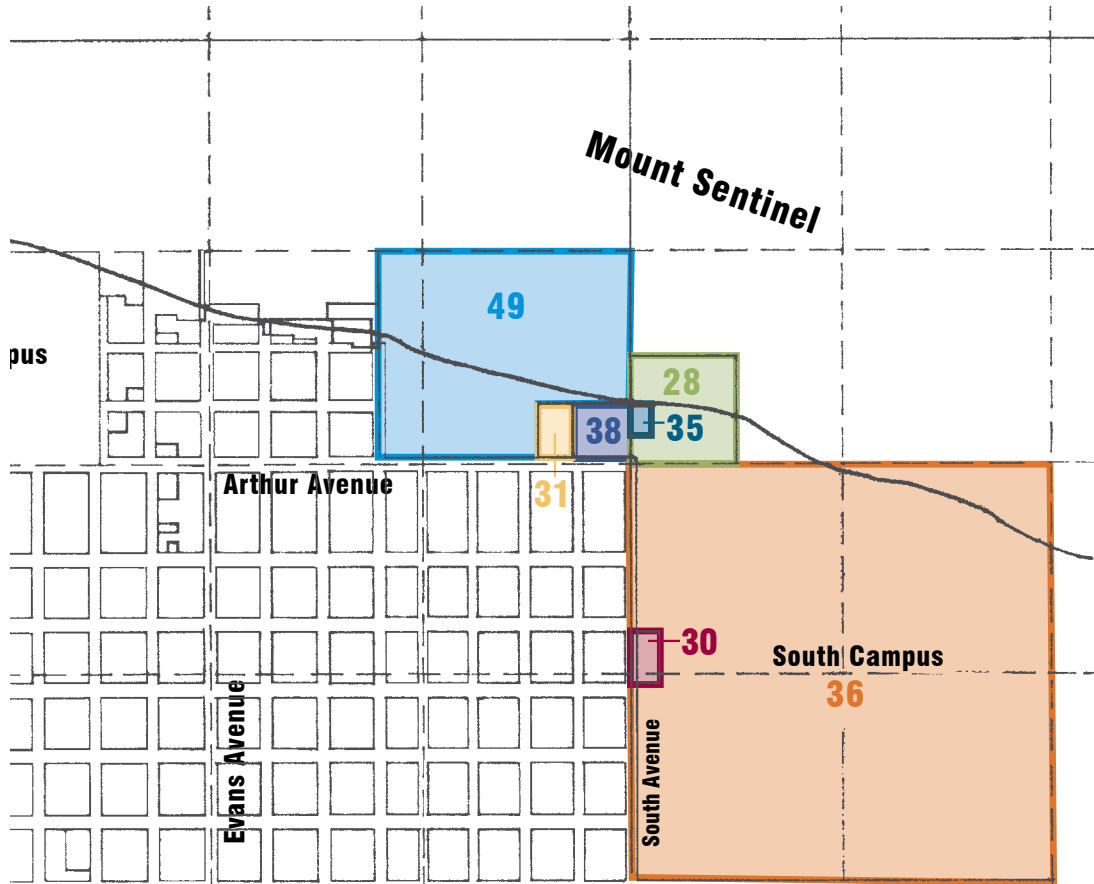 Mount Sentinel
49
pus
28
38
35
Arthur Avenue
31
30
South Campus
36
Evans Avenue
South Avenue